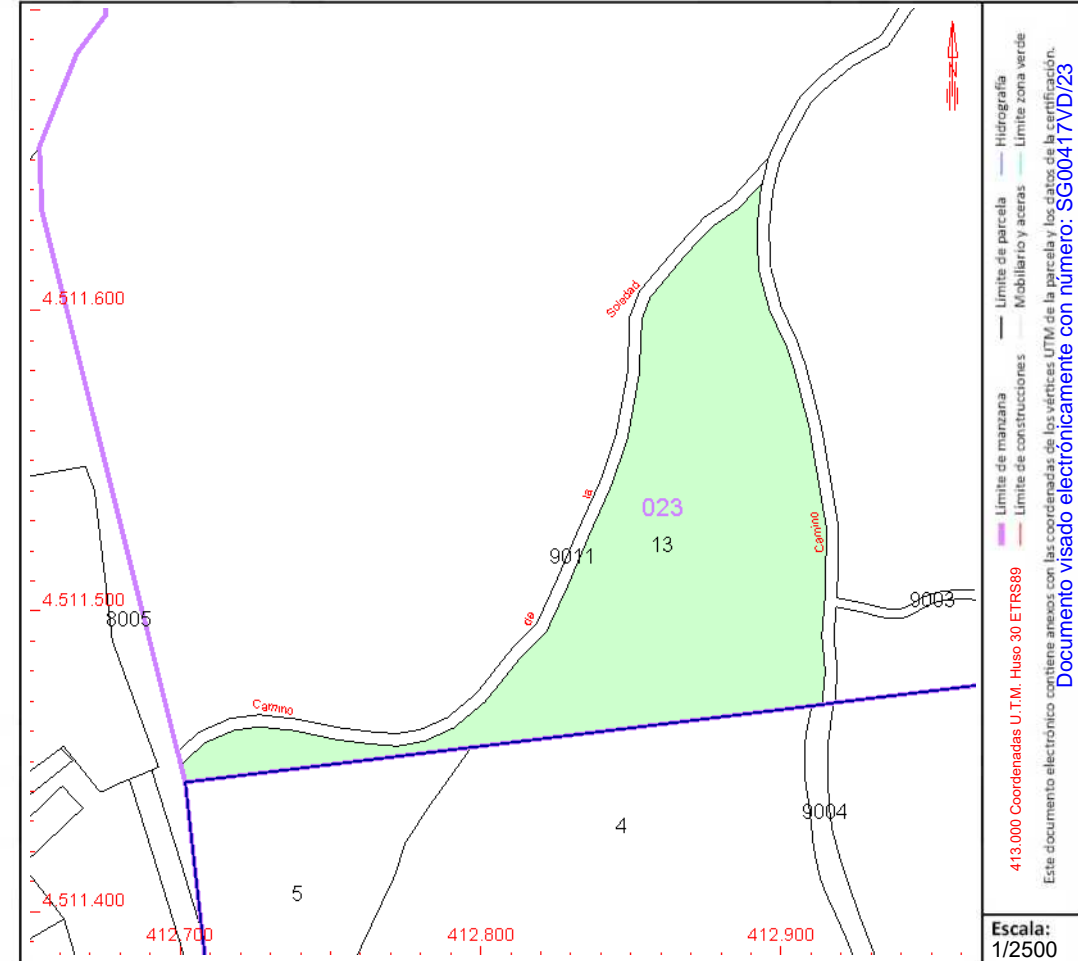 N
4.511.600
Soledad
la
023
13
9011
Camino
4.511.500
8005
9003
de
Camino
9004
4
5
4.511.400
412.700
412.800
412.900
Límite de manzana
Límite de parcela
Hidrografía
413.000 Coordenadas U.T.M. Huso 30 ETRS89
Límite de construcciones
Mobiliario y aceras
Límite zona verde
Este documento electrónico contiene anexos con las coordenadas de los vértices UTM de la parcela y los datos de la certificación.
Documento visado electrónicamente con número: SG00417VD/23
Escala:
1/2500